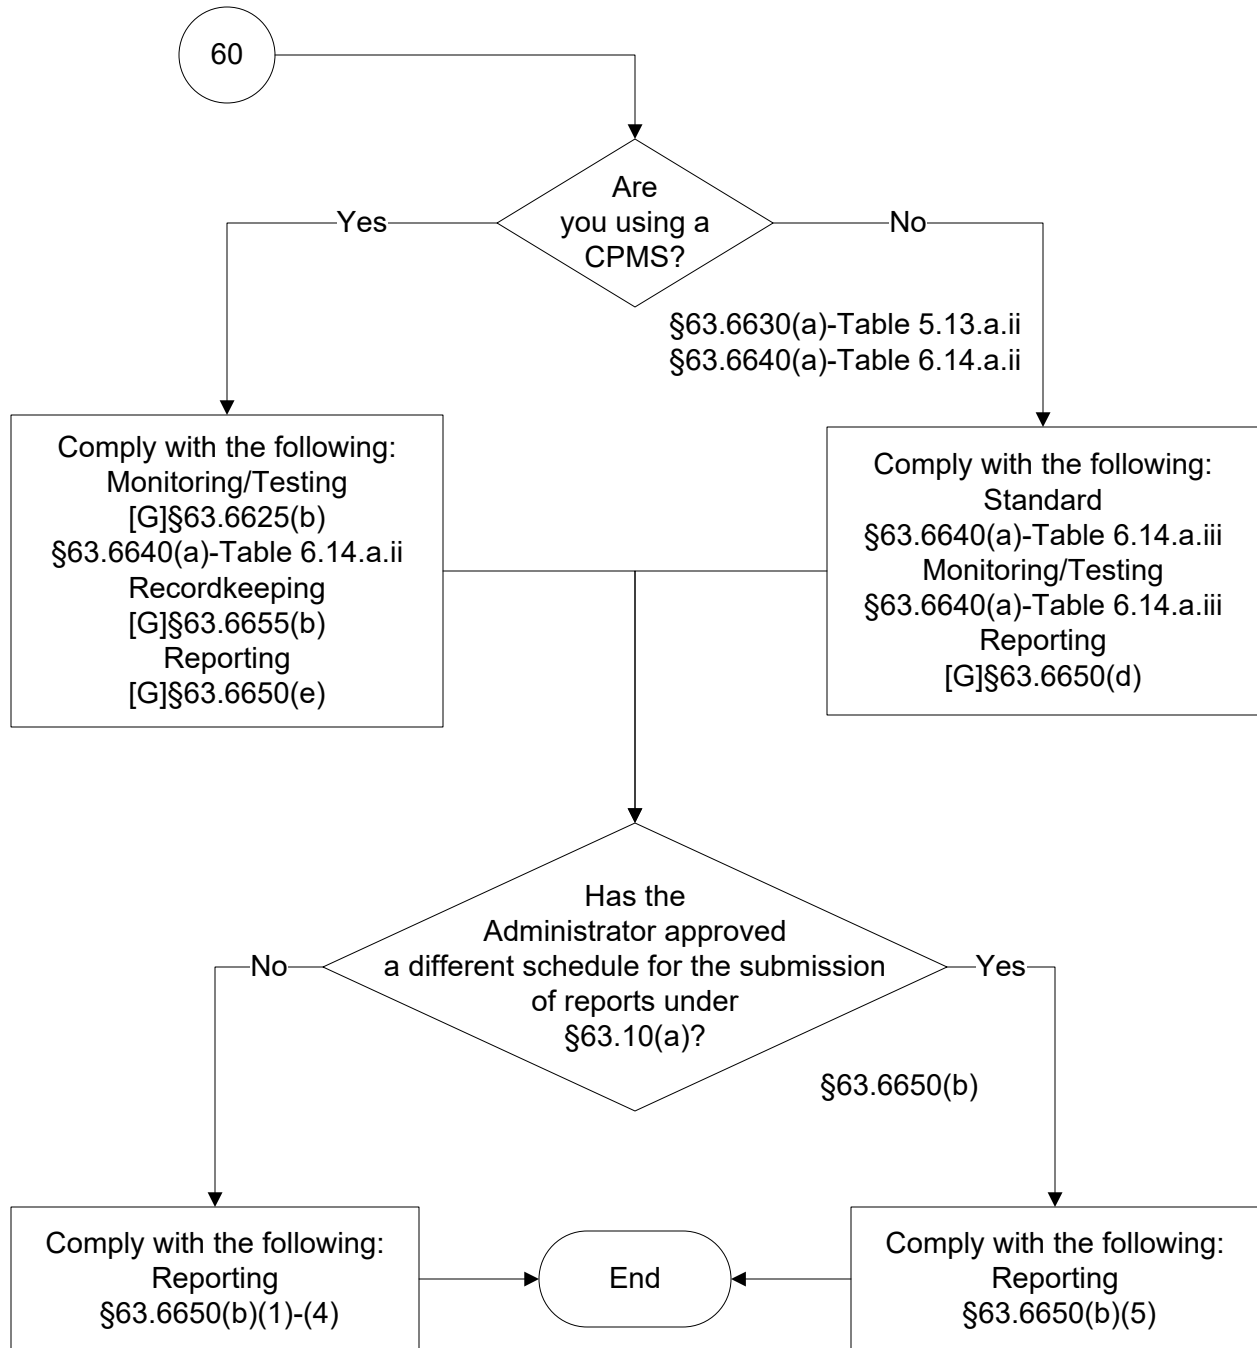 60
Are
you using a
CPMS?
Yes
No
§63.6630(a)-Table 5.13.a.ii
§63.6640(a)-Table 6.14.a.ii
Comply with the following:
Monitoring/Testing
[G]§63.6625(b)
§63.6640(a)-Table 6.14.a.ii
Recordkeeping
[G]§63.6655(b)
Reporting
[G]§63.6650(e)
Comply with the following:
Standard
§63.6640(a)-Table 6.14.a.iii
Monitoring/Testing
§63.6640(a)-Table 6.14.a.iii
Reporting
[G]§63.6650(d)
Has the
Administrator approved
a different schedule for the submission
of reports under
§63.10(a)?
No
Yes
§63.6650(b)
Comply with the following:
Reporting
§63.6650(b)(1)-(4)
End
Comply with the following:
Reporting
§63.6650(b)(5)